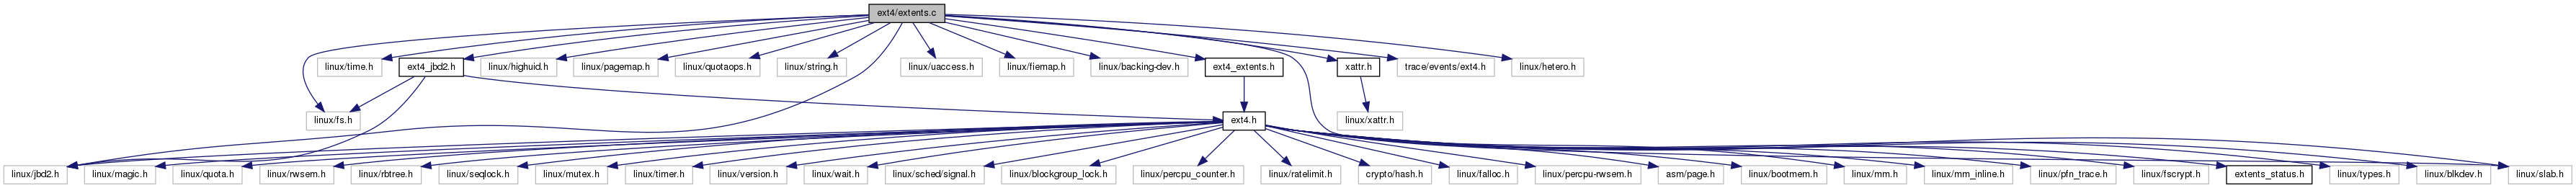 ext4/extents.c
linux/time.h
ext4_jbd2.h
linux/highuid.h
linux/pagemap.h
linux/quotaops.h
linux/string.h
linux/uaccess.h
linux/fiemap.h
linux/backing-dev.h
ext4_extents.h
xattr.h
trace/events/ext4.h
linux/hetero.h
linux/fs.h
ext4.h
linux/xattr.h
linux/jbd2.h
linux/magic.h
linux/quota.h
linux/rwsem.h
linux/rbtree.h
linux/seqlock.h
linux/mutex.h
linux/timer.h
linux/version.h
linux/wait.h
linux/sched/signal.h
linux/blockgroup_lock.h
linux/percpu_counter.h
linux/ratelimit.h
crypto/hash.h
linux/falloc.h
linux/percpu-rwsem.h
asm/page.h
linux/bootmem.h
linux/mm.h
linux/mm_inline.h
linux/pfn_trace.h
linux/fscrypt.h
extents_status.h
linux/types.h
linux/blkdev.h
linux/slab.h